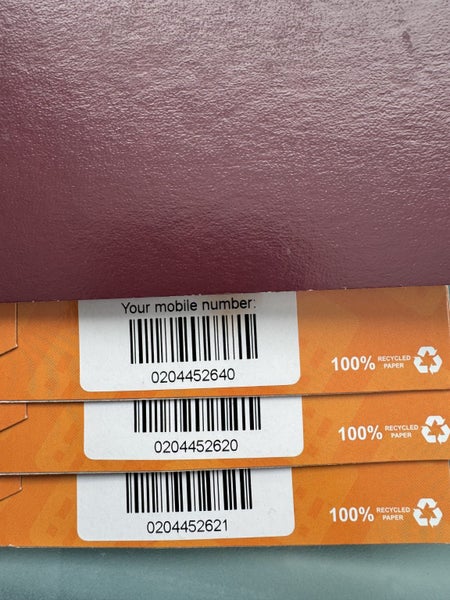 Your mobile number:
0204452640
100% RECYCLED PAPER
0204452620
100% RECYCLED PAPER
0204452621
100% RECYCLED PAPER